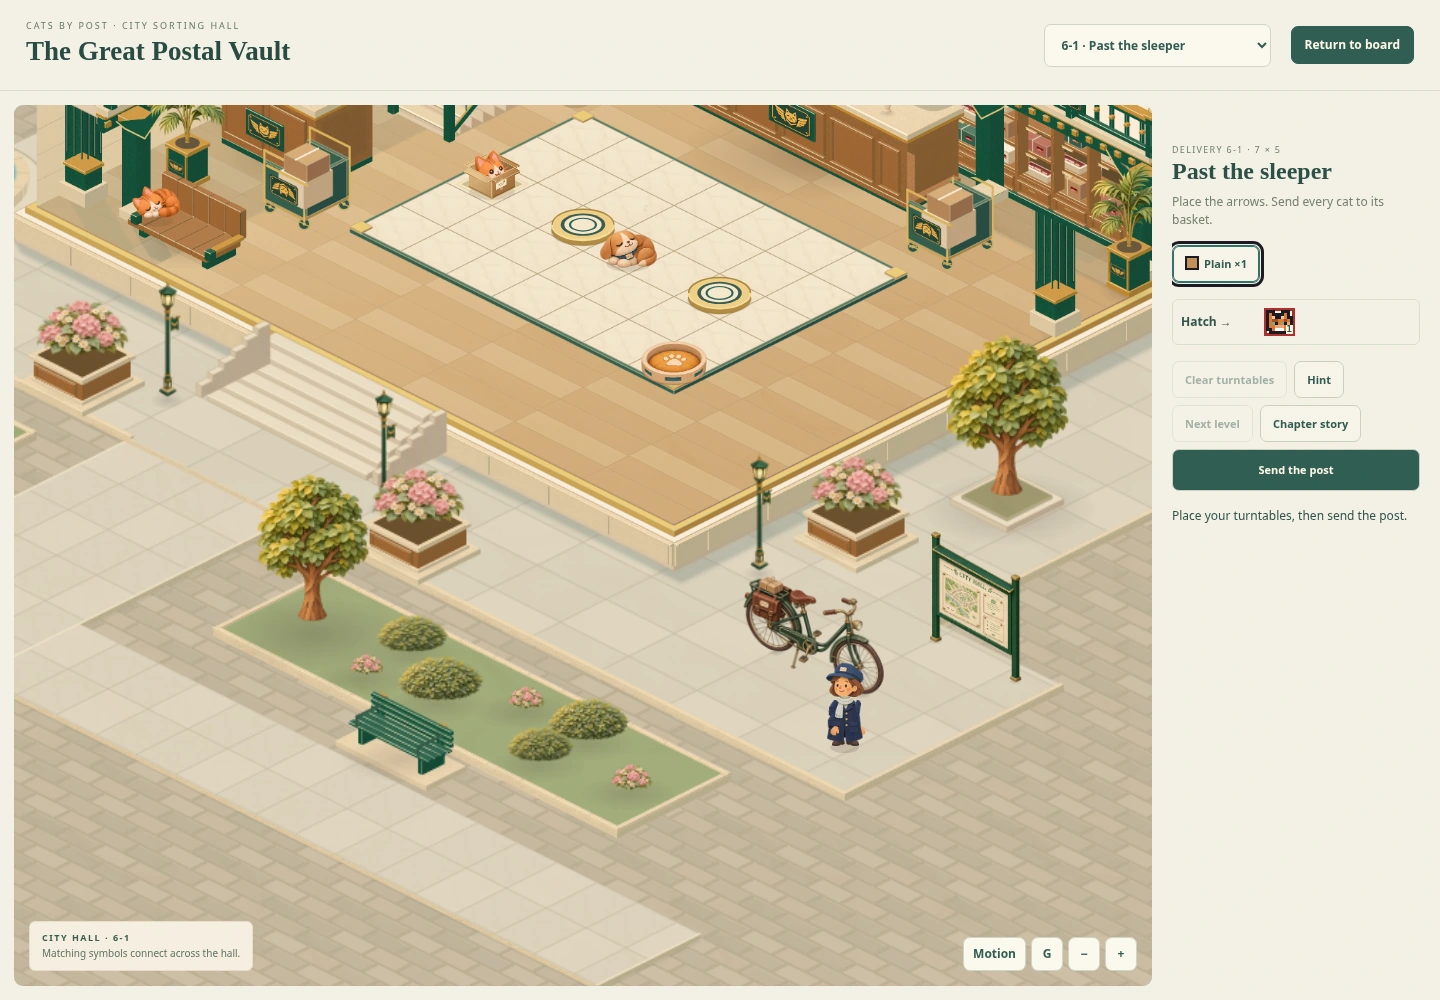 CATS BY POST · CITY SORTING HALL
The Great Postal Vault
6-1 · Past the sleeper
Return to board
DELIVERY 6-1 · 7 × 5
Past the sleeper
Place the arrows. Send every cat to its
basket.
Plain ×1
Hatch →
1
Clear turntables
Hint
Next level
Chapter story
Send the post
Place your turntables, then send the post.
CITY HALL
CITY HALL · 6-1
Matching symbols connect across the hall.
Motion
G
−
+